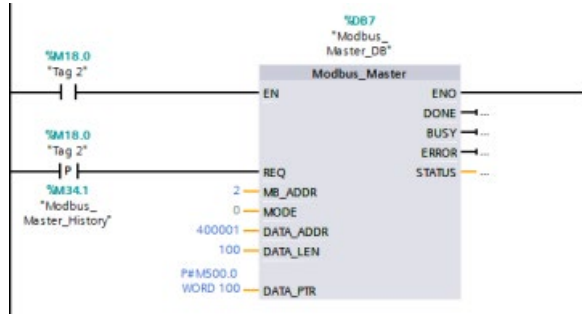 %DB7
"Modbus_
Master_DB"
%M18.0
"Tag 2"
Modbus_Master
EN
ENO
DONE
...
BUSY
...
%M18.0
"Tag 2"
ERROR
...
P
REQ
STATUS
...
%M34.1
"Modbus_
Master_History"
2
MB_ADDR
0
MODE
400001
DATA_ADDR
100
DATA_LEN
P#M500.0
WORD 100
DATA_PTR